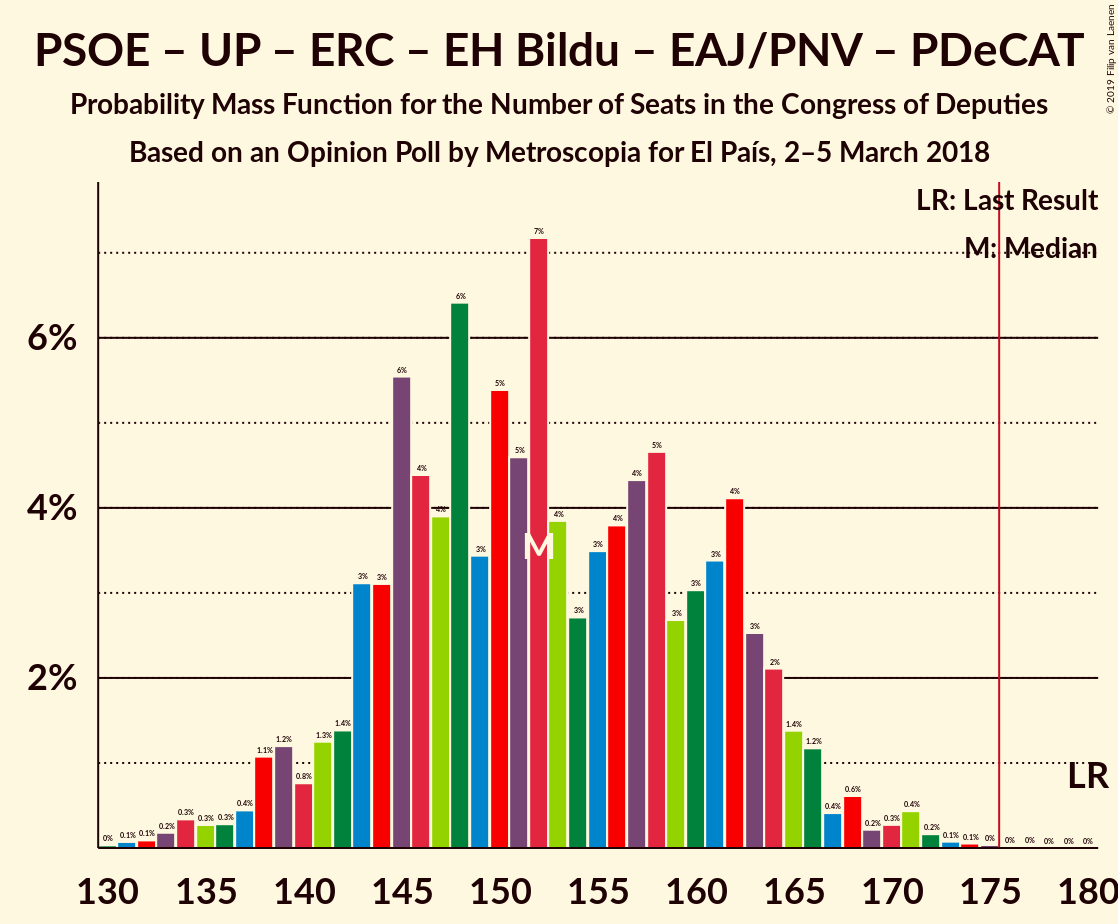 PSOE – UP – ERC – EH Bildu – EAJ/PNV – PDeCAT
Probability Mass Function for the Number of Seats in the Congress of Deputies
Based on an Opinion Poll by Metroscopia for El País, 2–5 March 2018
© 2019 Filip van Laenen
LR: Last Result
M: Median
6%
4%
2%
0% 0.1% 0.1% 0.2% 0.3% 0.3% 0.3% 0.4% 1.1% 1.2% 0.8% 1.3% 1.4% 3% 3% 6% 4% 4% 6% 3% 5% 5% 7% 4% 3% 3% 4% 4% 5% 3% 3% 3% 4% 3% 2% 1.4% 1.2% 0.4% 0.6% 0.2% 0.3% 0.4% 0.2% 0.1% 0.1% 0% 0% 0% 0% 0% 0%
M
LR
130 135 140 145 150 155 160 165 170 175 180